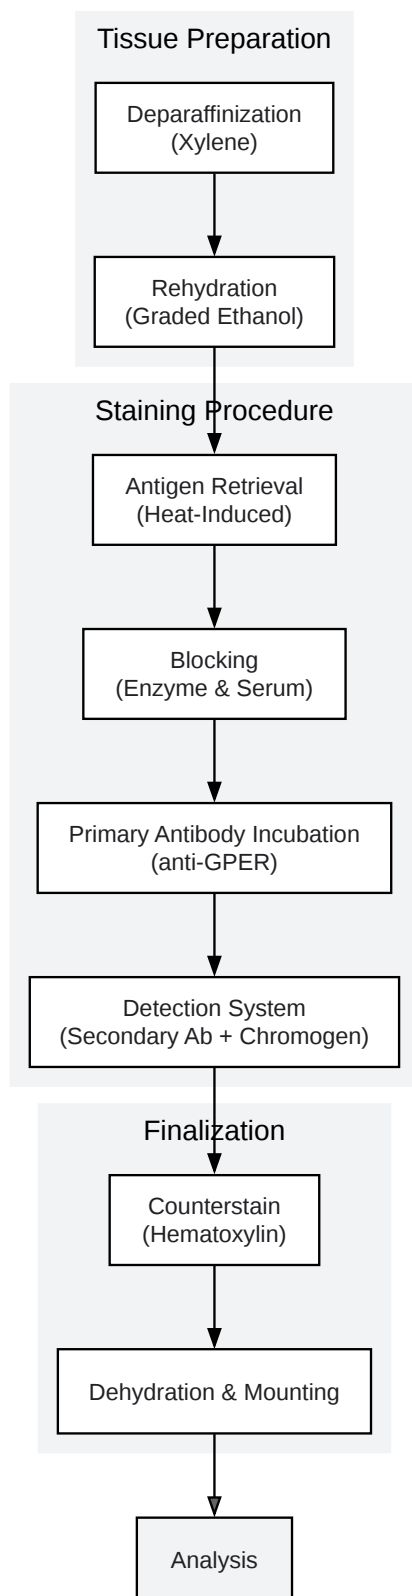 Tissue Preparation
Deparaffinization
(Xylene)
Rehydration
(Graded Ethanol)
Staining Procedure
Antigen Retrieval
(Heat-Induced)
Blocking
(Enzyme & Serum)
Primary Antibody Incubation
(anti-GPER)
Detection System
(Secondary Ab + Chromogen)
Finalization
Counterstain
(Hematoxylin)
Dehydration & Mounting
Analysis